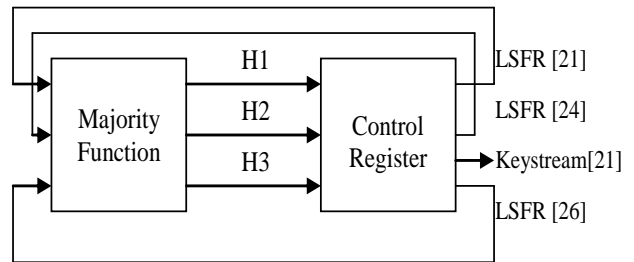 H1
LSFR [21]
Majority
Function
H2
Control
Register
LSFR [24]
H3
Keystream[21]
LSFR [26]